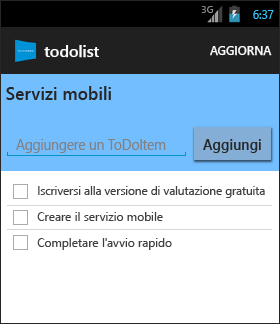 3G 6:37
todolist AGGIORNA
Servizi mobili
Aggiungere un ToDoItem Aggiungi
Iscriversi alla versione di valutazione gratuita
Creare il servizio mobile
Completare l'avvio rapido